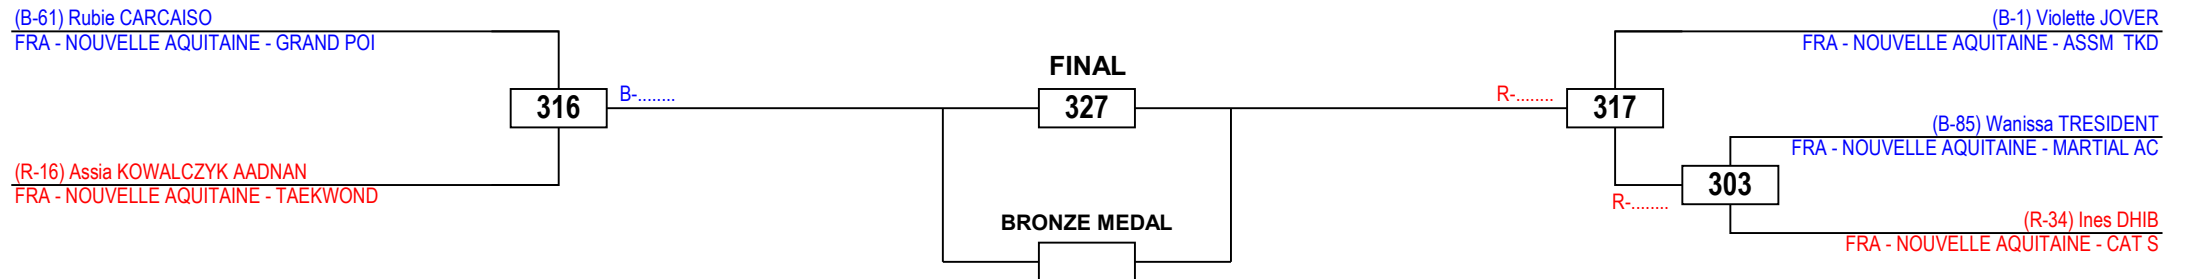 (B-61) Rubie CARCAISO
FRA - NOUVELLE AQUITAINE - GRAND POI
316
B-........
(R-16) Assia KOWALCZYK AADNAN
FRA - NOUVELLE AQUITAINE - TAEKWOND
FINAL
327
BRONZE MEDAL
(B-1) Violette JOVER
FRA - NOUVELLE AQUITAINE - ASSM TKD
R-........
317
(B-85) Wanissa TRESIDENT
FRA - NOUVELLE AQUITAINE - MARTIAL AC
303
R-........
(R-34) Ines DHIB
FRA - NOUVELLE AQUITAINE - CAT S